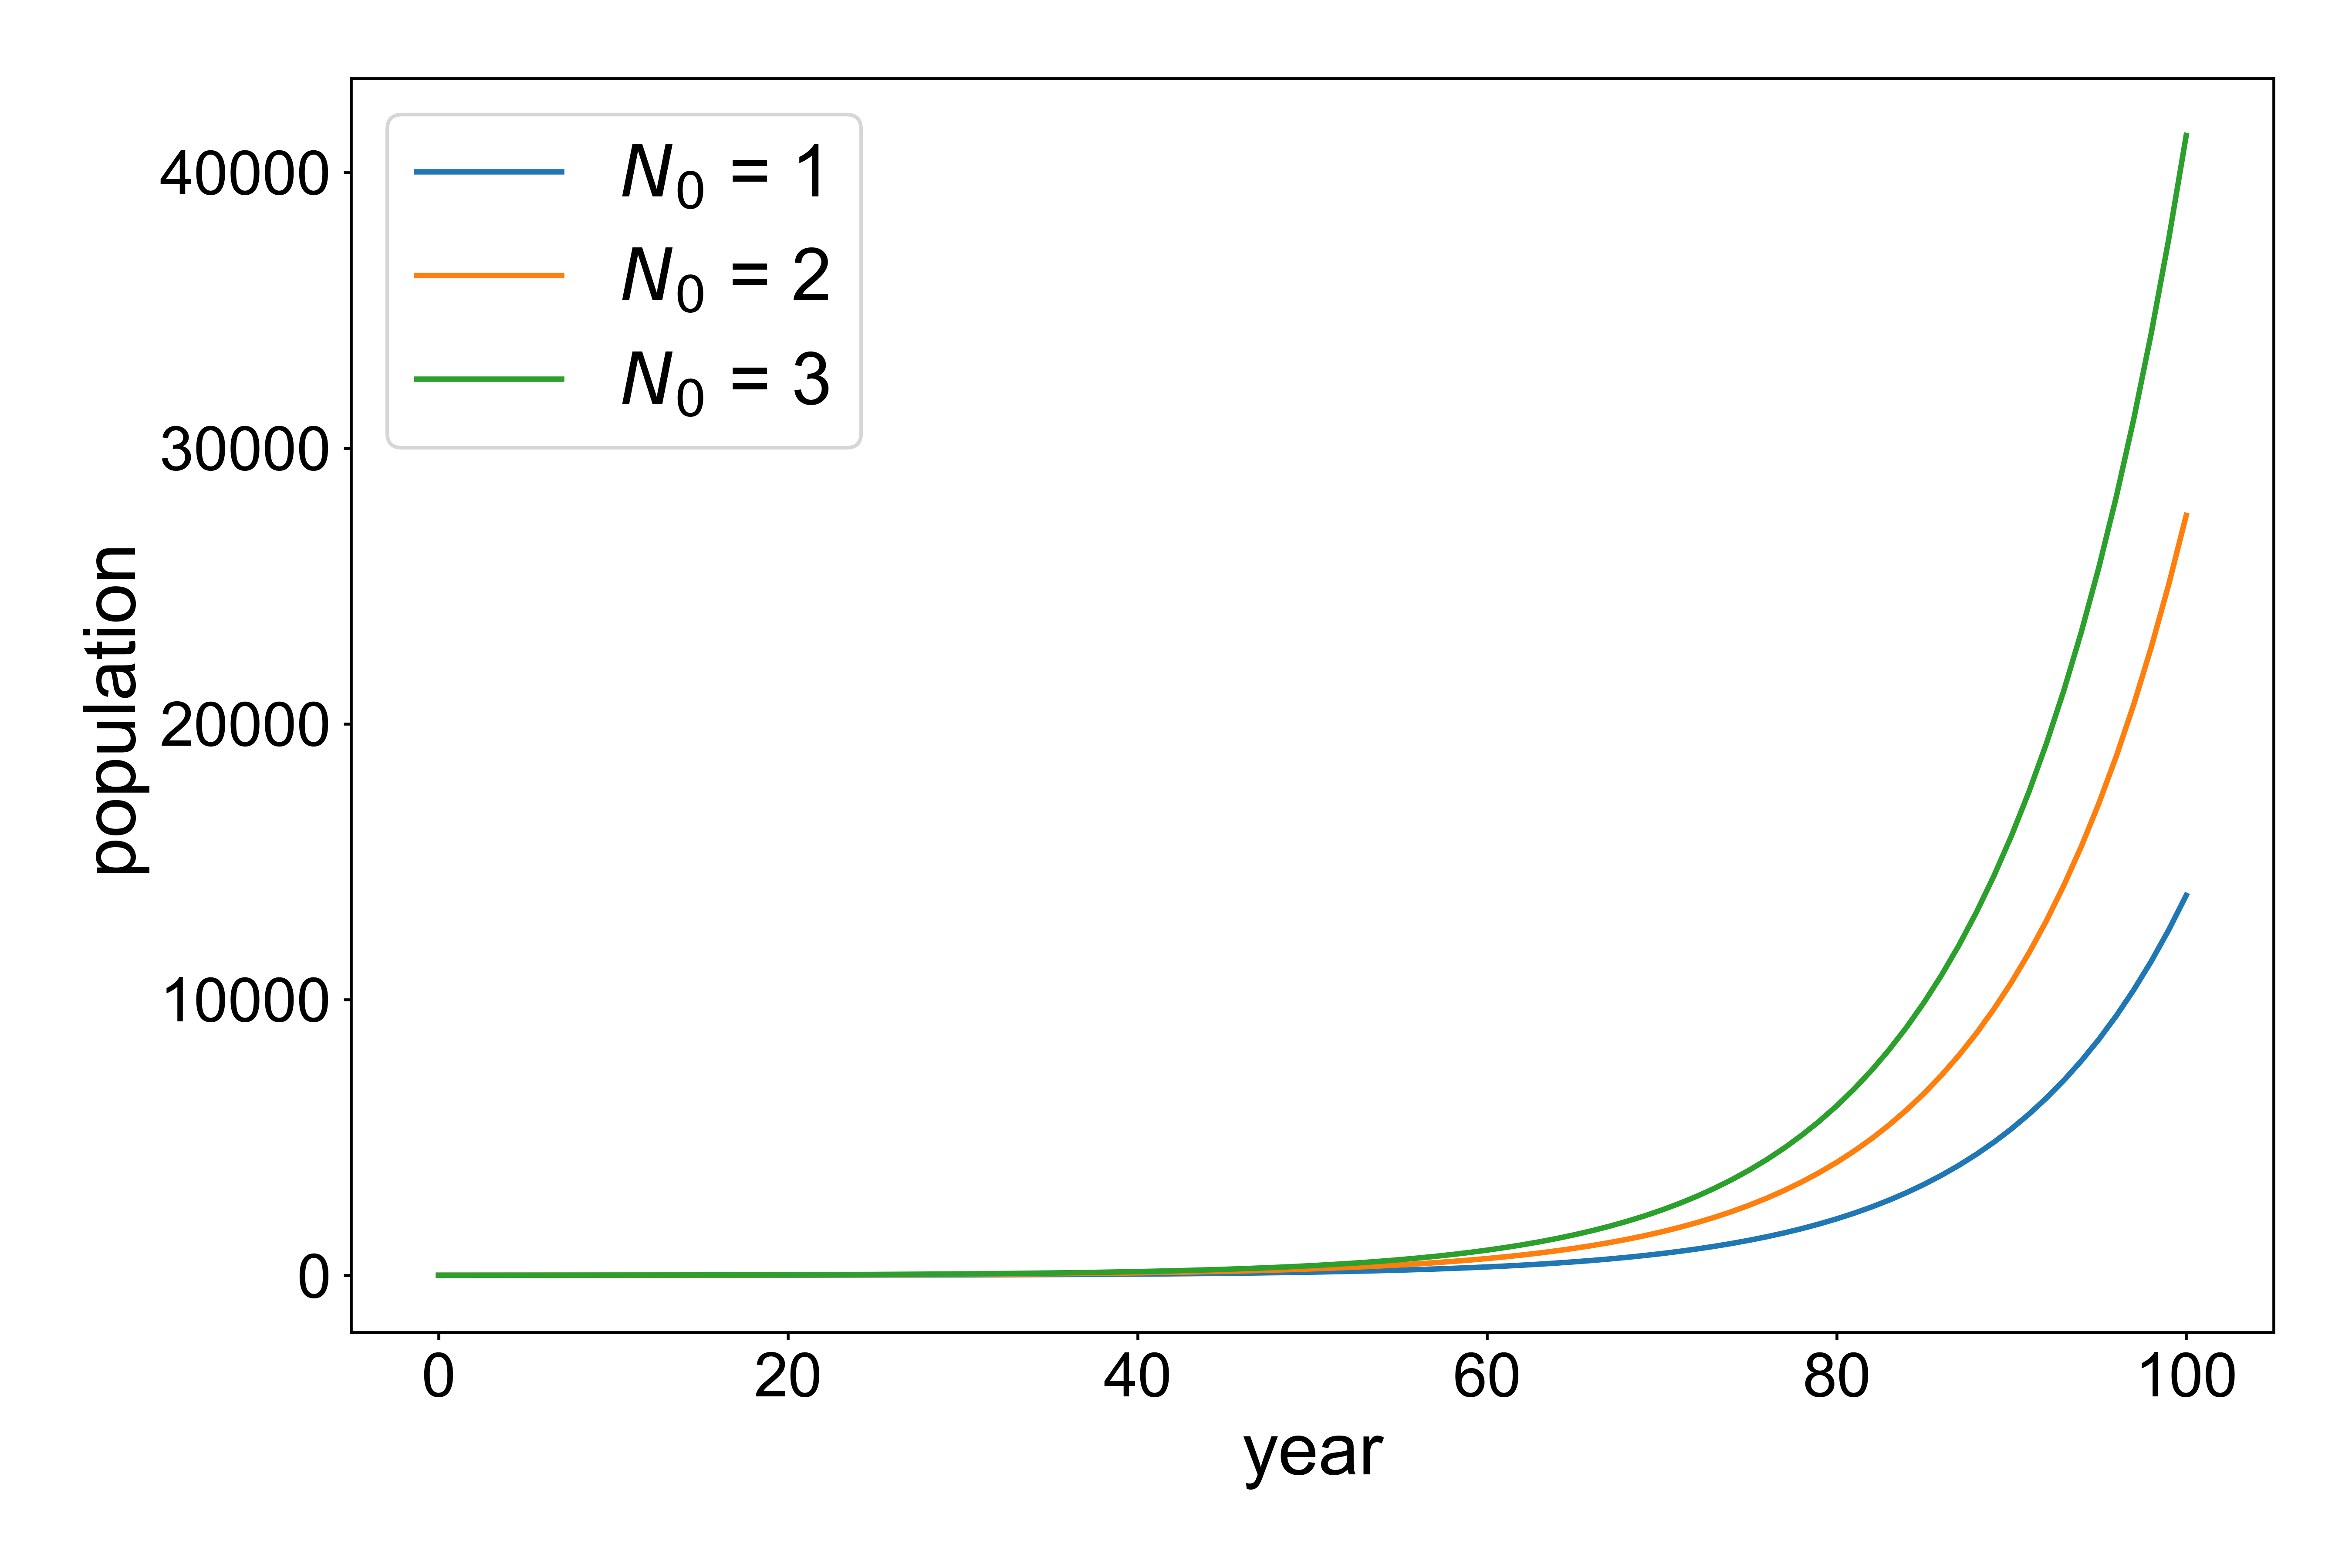 N₀ = 1
N₀ = 2
N₀ = 3
40000
30000
20000
10000
0
population
0 20 40 60 80 100
year